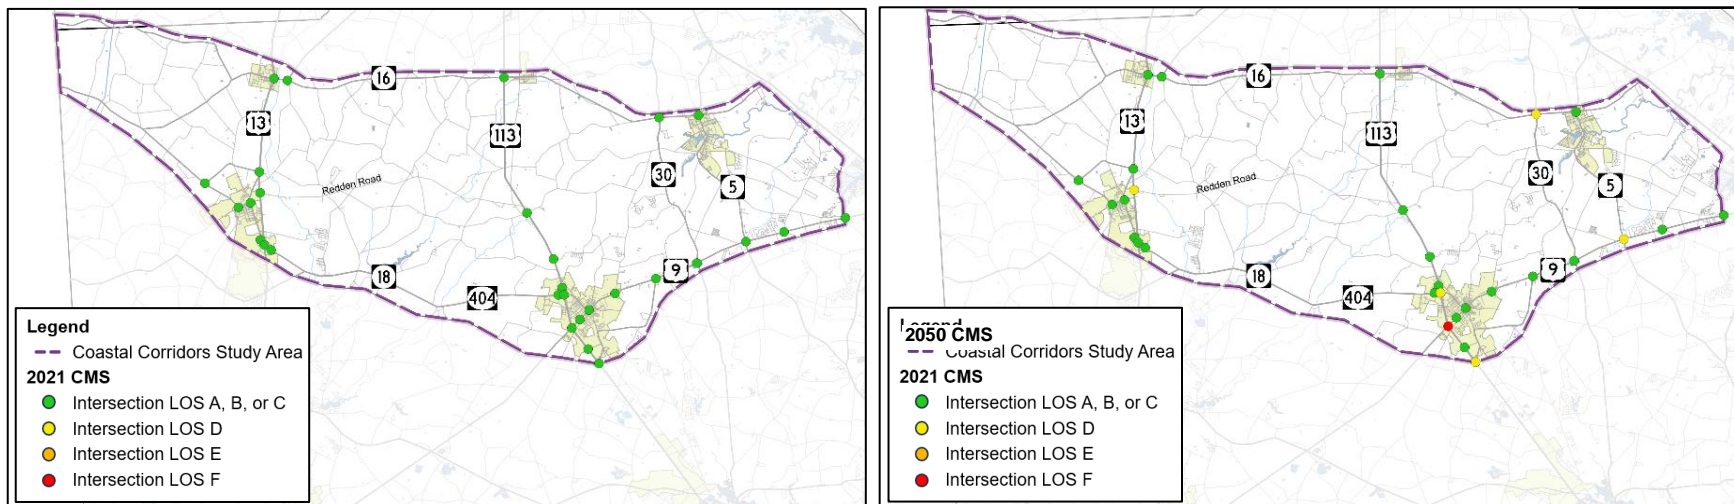 16
13
113
30
5
Redden Road
18
404
9
Legend
Coastal Corridors Study Area
2021 CMS
Intersection LOS A, B, or C
Intersection LOS D
Intersection LOS E
Intersection LOS F
16
13
113
30
5
Redden Road
18
404
9
Legend
2050 CMS
Coastal Corridors Study Area
2021 CMS
Intersection LOS A, B, or C
Intersection LOS D
Intersection LOS E
Intersection LOS F